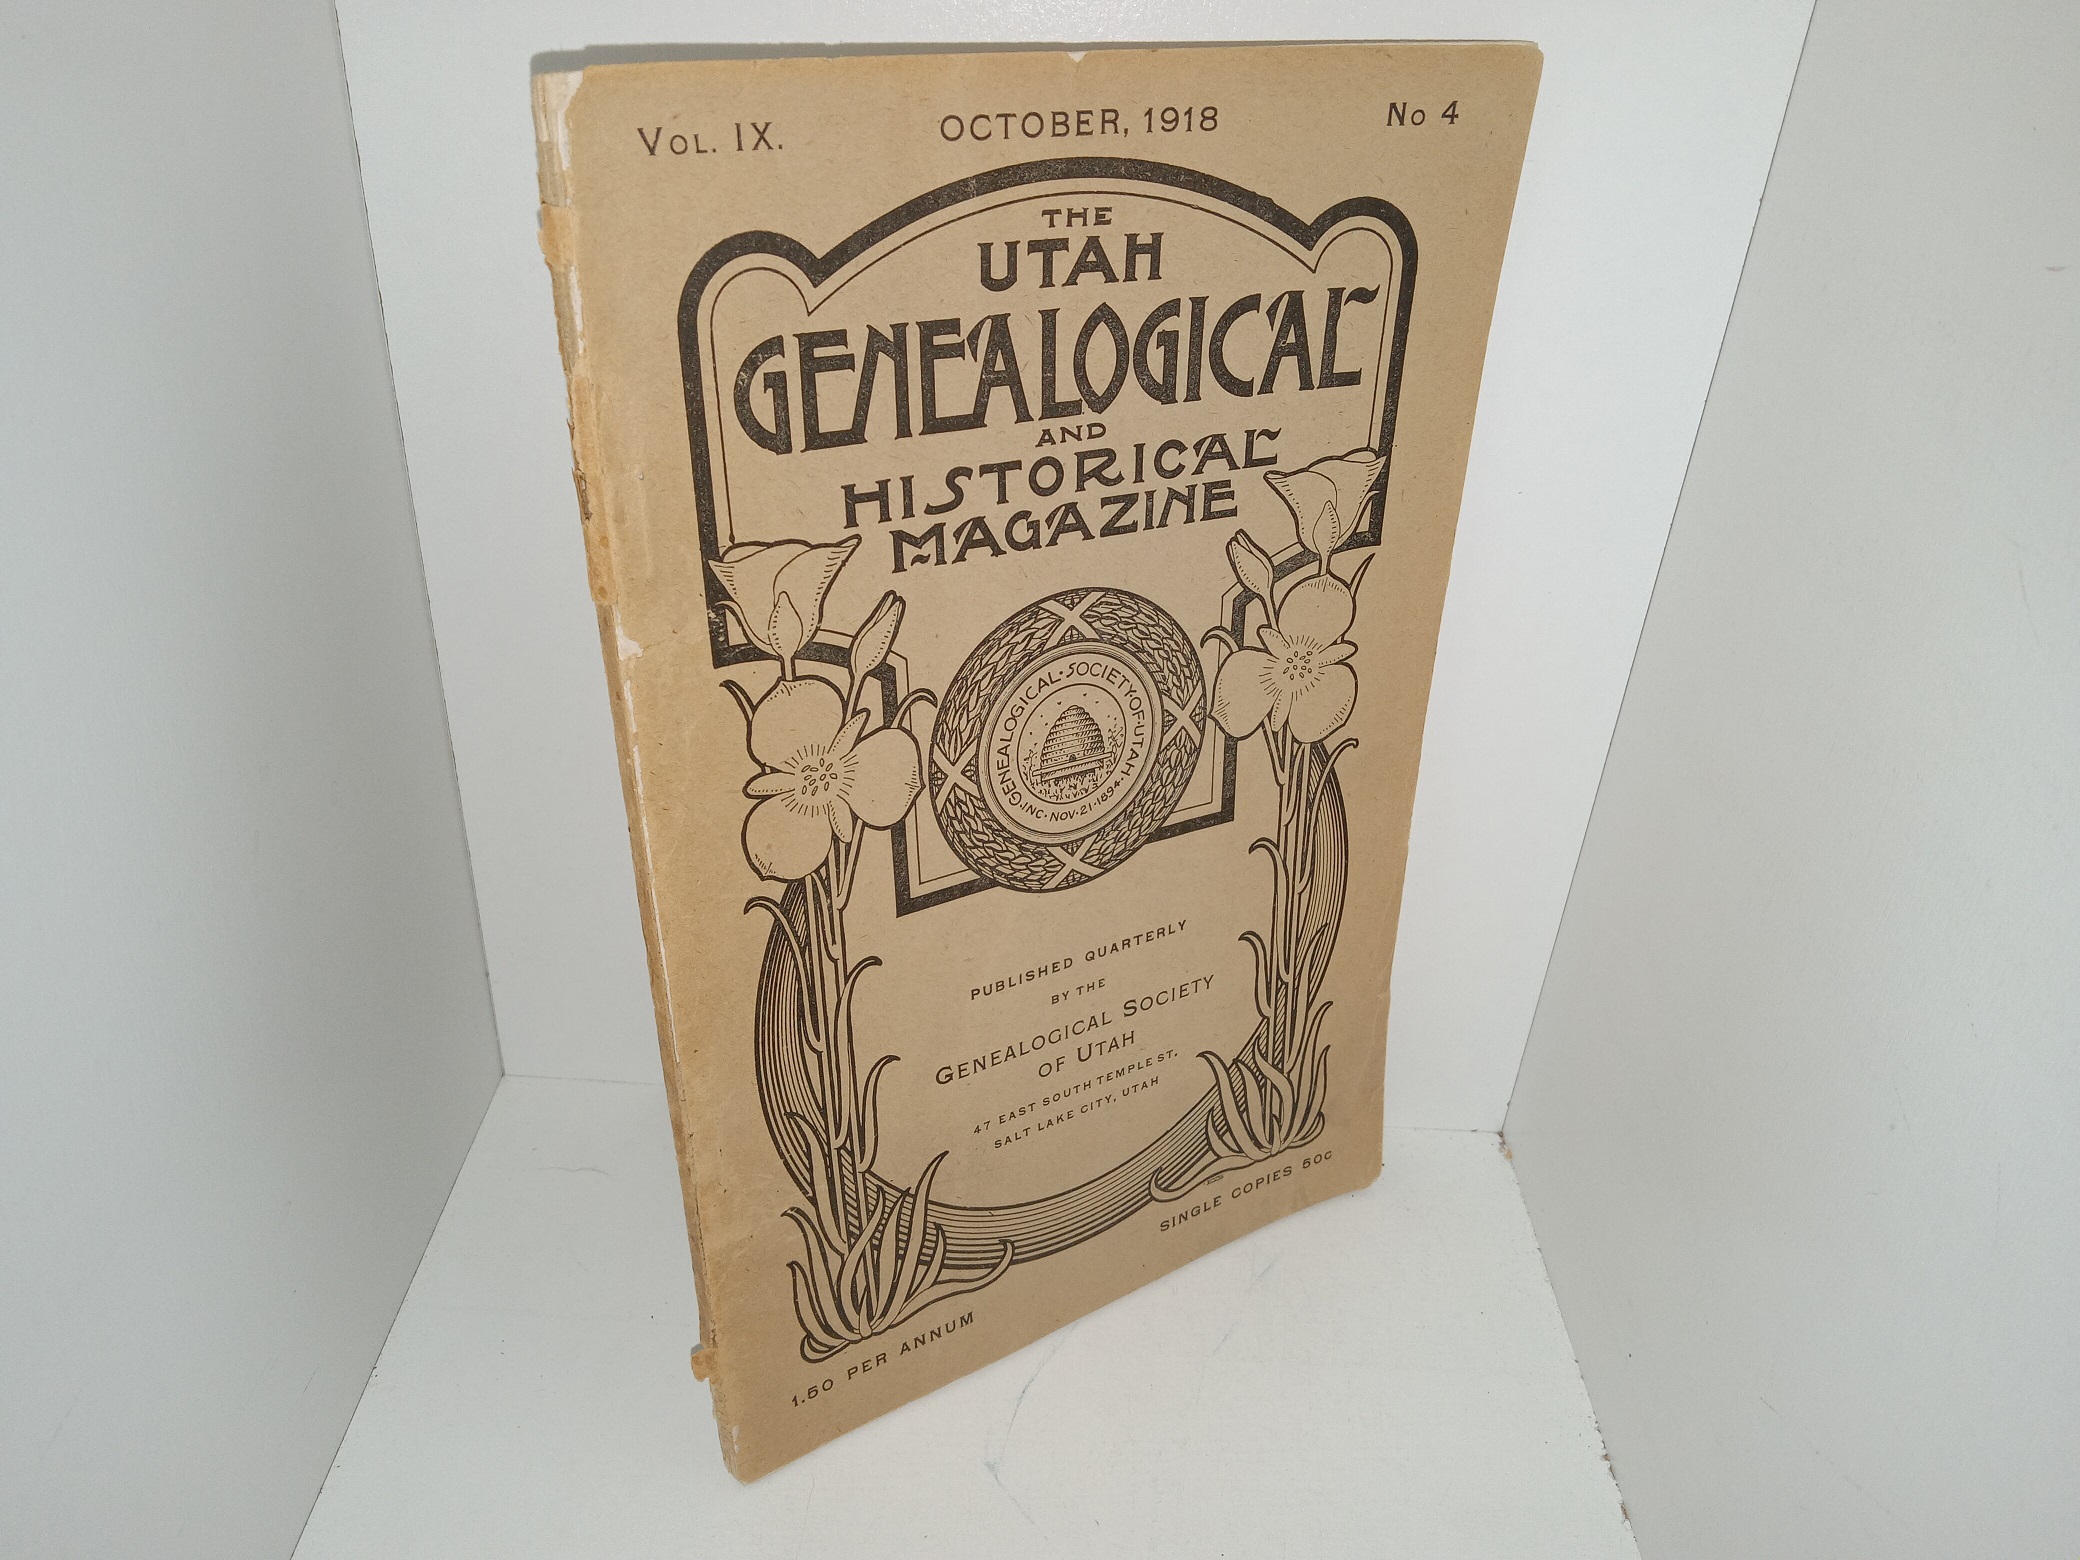 VOL. IX. OCTOBER, 1918 No 4
THE
UTAH
GENEALOGICAL
AND
HISTORICAL
MAGAZINE
GENEALOGICAL·SOCIETY·OF·UTAH·
·INC·NOV·21·1894·
PUBLISHED QUARTERLY
BY THE
GENEALOGICAL SOCIETY
OF UTAH
47 EAST SOUTH TEMPLE ST.
SALT LAKE CITY, UTAH
1.50 PER ANNUM SINGLE COPIES 50c